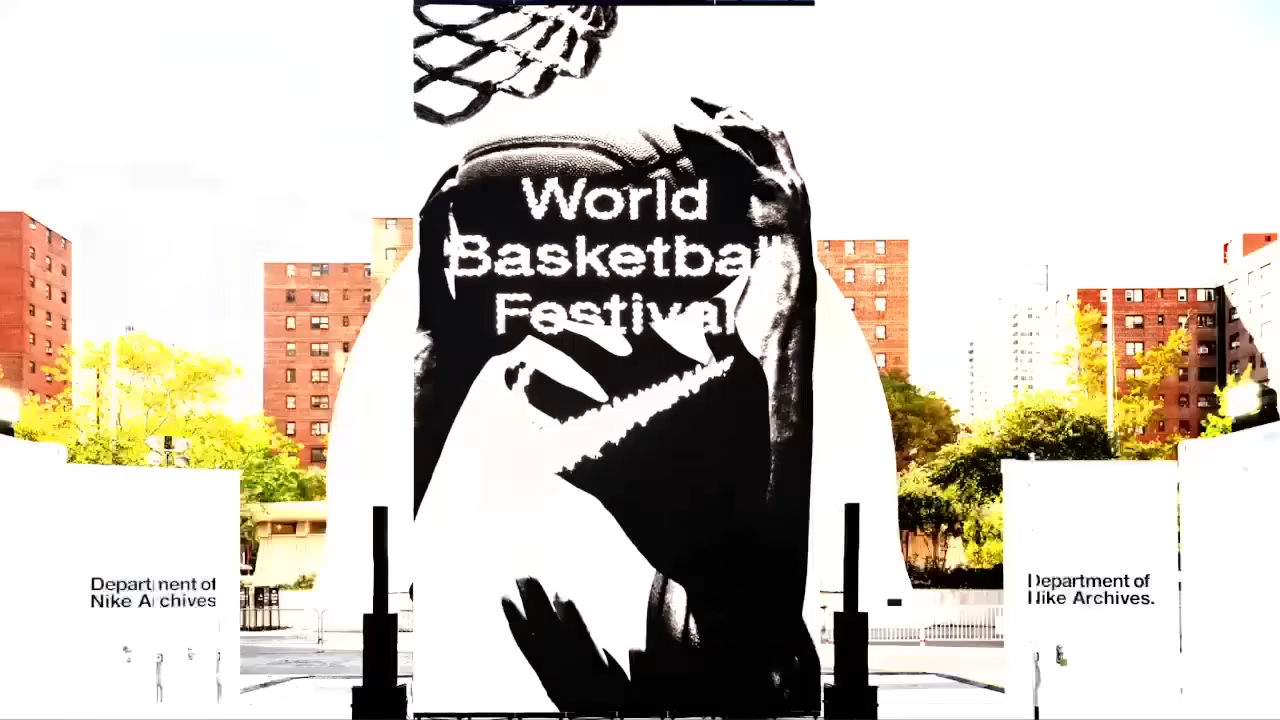 World
Basketball
Festival
Department of
Nike Archives
Department of
Nike Archives.